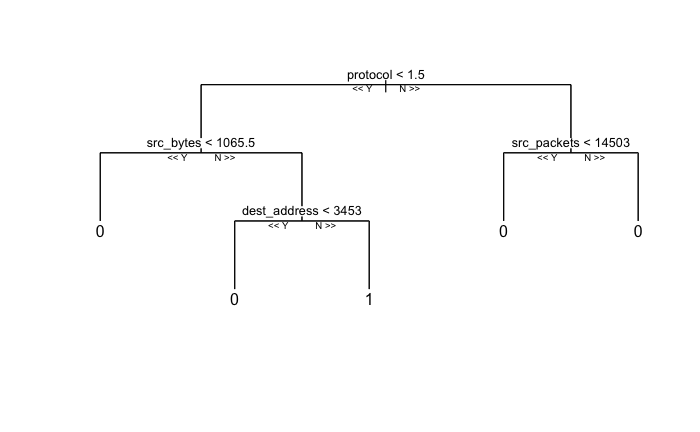 protocol < 1.5
<< Y N >>
src_bytes < 1065.5
<< Y N >>
src_packets < 14503
<< Y N >>
0
dest_address < 3453
<< Y N >>
0
0
0
1